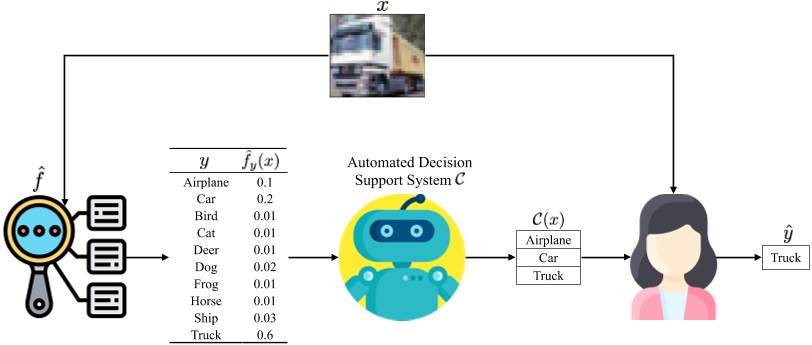 x
f̂
y f̂_y(x)
Airplane 0.1
Car 0.2
Bird 0.01
Cat 0.01
Deer 0.01
Dog 0.02
Frog 0.01
Horse 0.01
Ship 0.03
Truck 0.6
Automated Decision
Support System 𝒞
𝒞(x)
Airplane
Car
Truck
ŷ
Truck